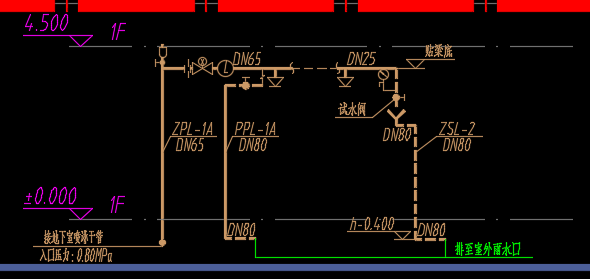 4.500
1F
贴梁底
DN65
DN25
L
试水阀
ZPL-1A
DN65
PPL-1A
DN80
DN80
ZSL-2
DN80
±0.000
1F
h-0.400
DN80
DN80
接地下室喷淋干管
入口压力：0.80MPa
排至室外雨水口